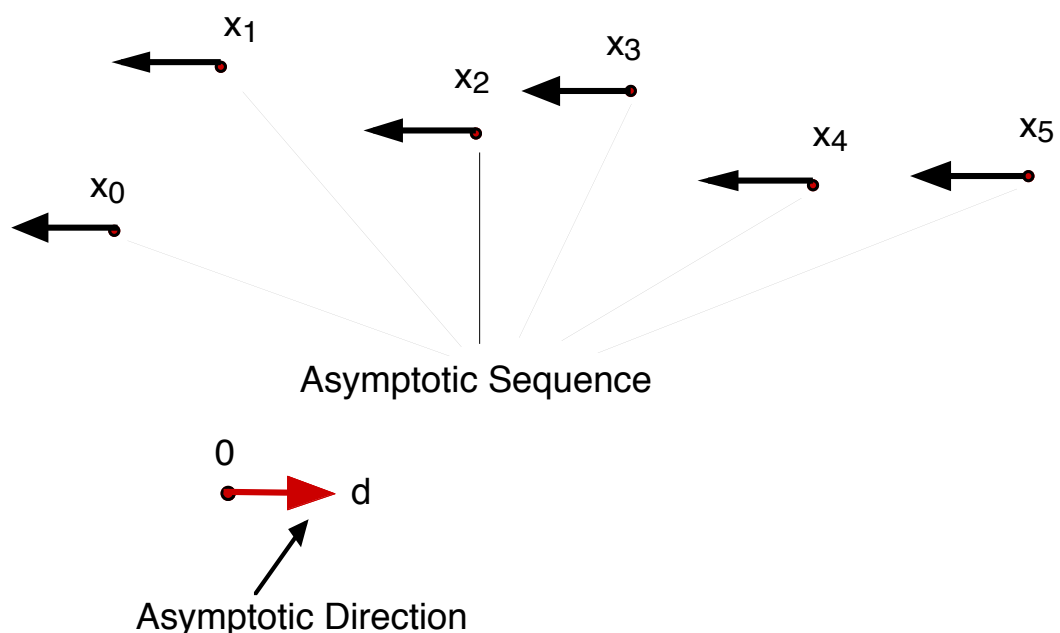 x1
x3
x2
x4
x5
x0
Asymptotic Sequence
0
d
Asymptotic Direction